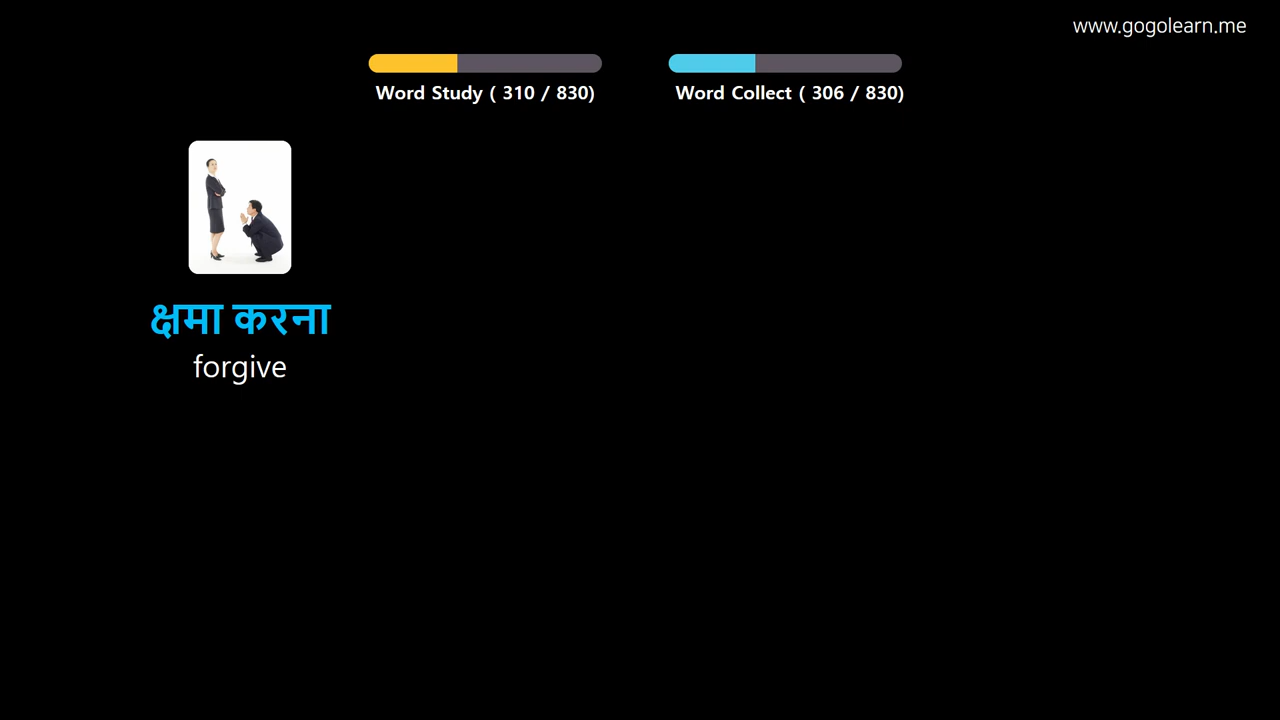 www.gogolearn.me
Word Study ( 310 / 830)
Word Collect ( 306 / 830)
क्षमा करना
forgive